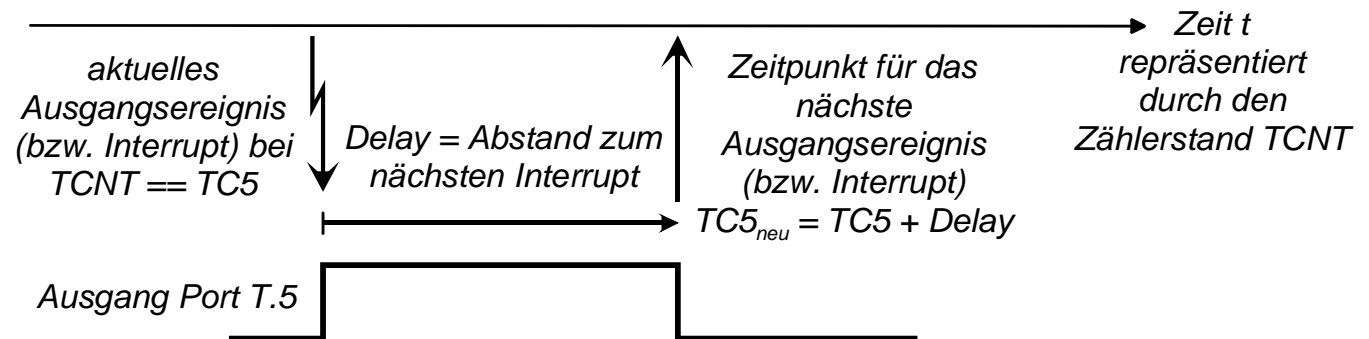 aktuelles
Ausgangsereignis
(bzw. Interrupt) bei
TCNT == TC5
Delay = Abstand zum
nächsten Interrupt
Zeitpunkt für das
nächste
Ausgangsereignis
(bzw. Interrupt)
TC5neu = TC5 + Delay
Zeit t
repräsentiert
durch den
Zählerstand TCNT
Ausgang Port T.5